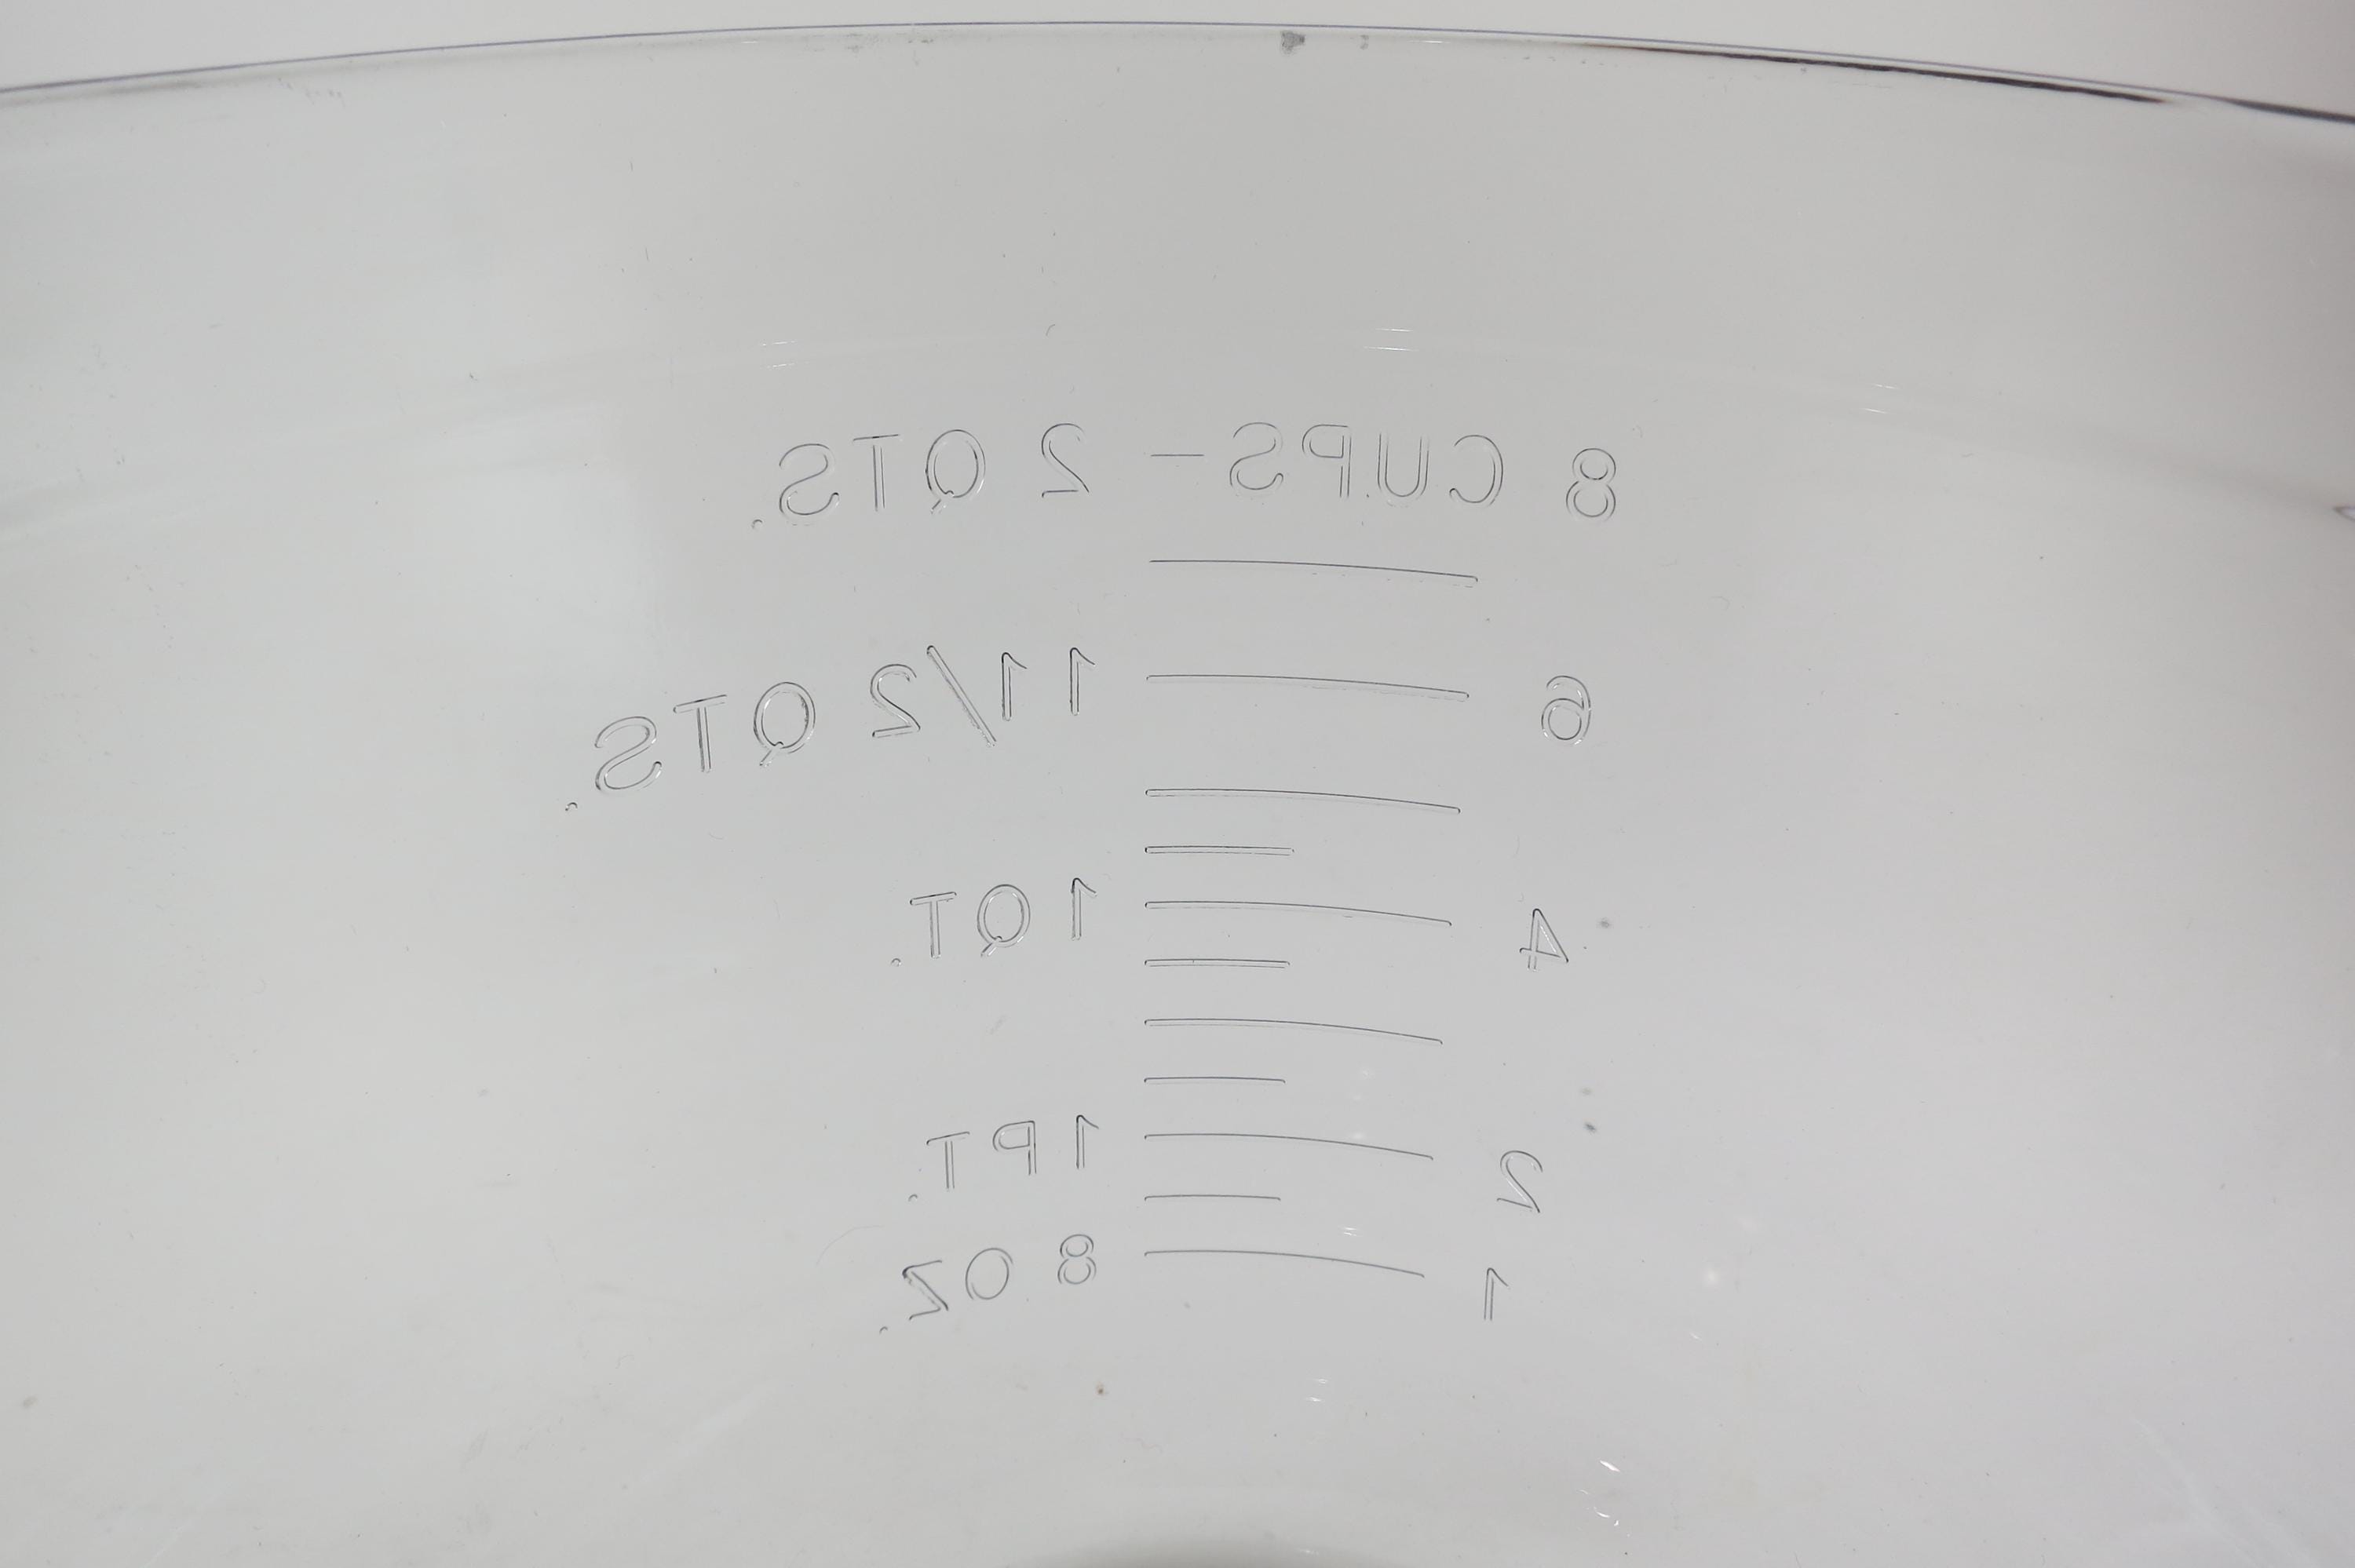 8 CUPS - 2 QTS.
6 1 1/2 QTS.
4 1 QT.
2 1 PT.
1 8 OZ.